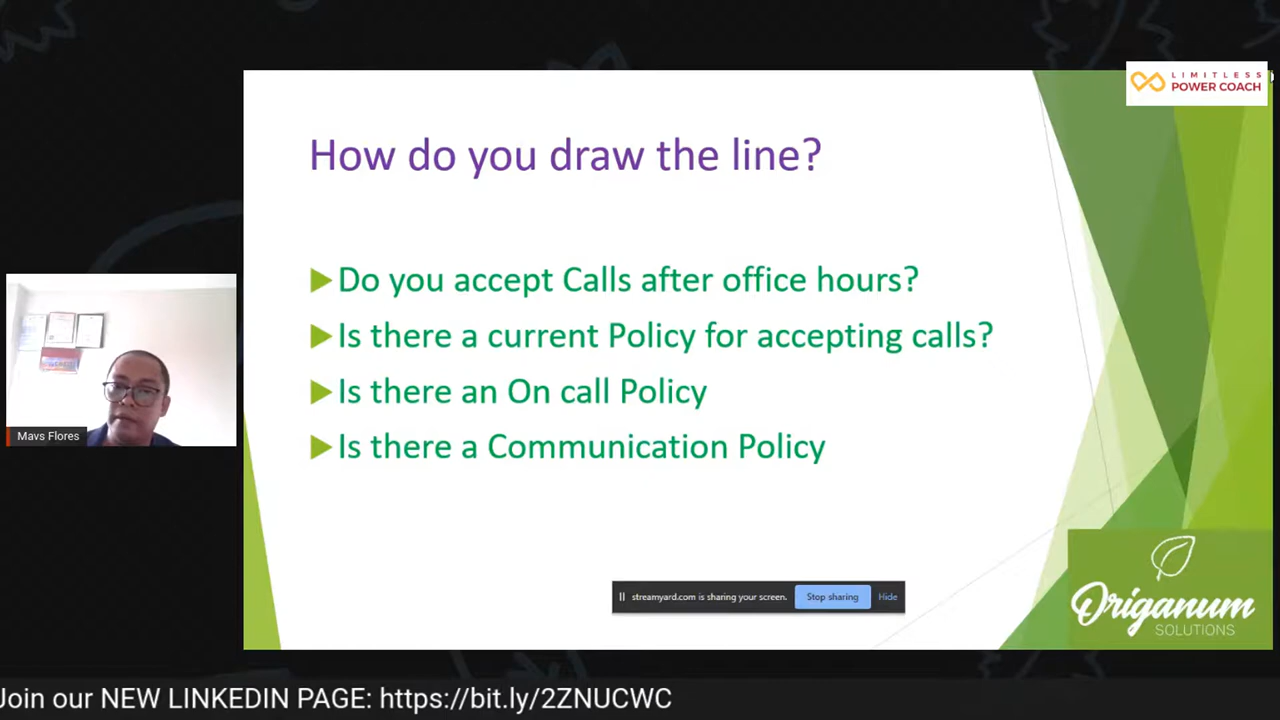 LIMITLESS
POWER COACH
How do you draw the line?
Do you accept Calls after office hours?
Is there a current Policy for accepting calls?
Is there an On call Policy
Is there a Communication Policy
Mavs Flores
streamyard.com is sharing your screen.
Stop sharing
Hide
Origanum
SOLUTIONS
Join our NEW LINKEDIN PAGE: https://bit.ly/2ZNUCWC